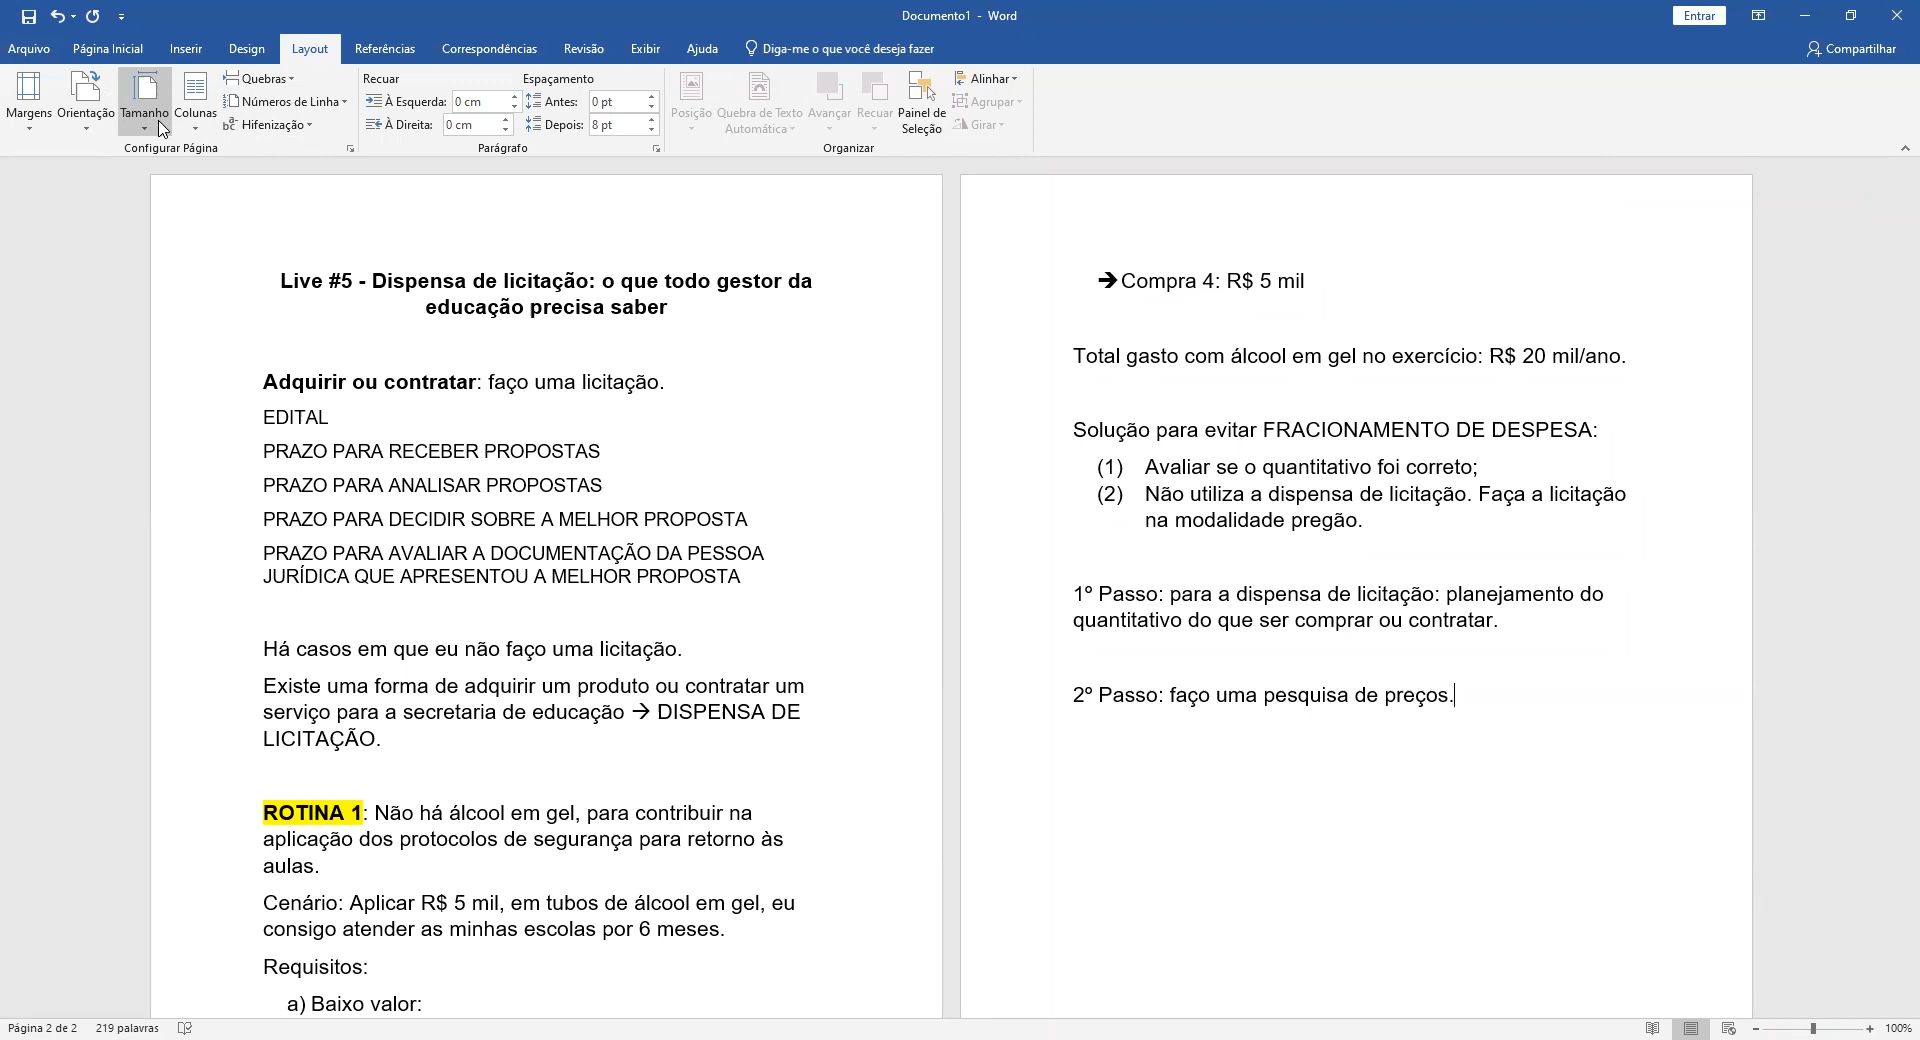 Documento1 - Word
Entrar
Arquivo Página Inicial Inserir Design Layout Referências Correspondências Revisão Exibir Ajuda Diga-me o que você deseja fazer Compartilhar
Margens Orientação Tamanho Colunas
Quebras
Números de Linha
Hifenização
Configurar Página
Recuar Espaçamento
À Esquerda: 0 cm Antes: 0 pt
À Direita: 0 cm Depois: 8 pt
Parágrafo
Posição Quebra de Texto Automática Avançar Recuar Painel de Seleção
Alinhar
Agrupar
Girar
Organizar
Live #5 - Dispensa de licitação: o que todo gestor da
educação precisa saber
Adquirir ou contratar: faço uma licitação.
EDITAL
PRAZO PARA RECEBER PROPOSTAS
PRAZO PARA ANALISAR PROPOSTAS
PRAZO PARA DECIDIR SOBRE A MELHOR PROPOSTA
PRAZO PARA AVALIAR A DOCUMENTAÇÃO DA PESSOA
JURÍDICA QUE APRESENTOU A MELHOR PROPOSTA
Há casos em que eu não faço uma licitação.
Existe uma forma de adquirir um produto ou contratar um
serviço para a secretaria de educação → DISPENSA DE
LICITAÇÃO.
ROTINA 1: Não há álcool em gel, para contribuir na
aplicação dos protocolos de segurança para retorno às
aulas.
Cenário: Aplicar R$ 5 mil, em tubos de álcool em gel, eu
consigo atender as minhas escolas por 6 meses.
Requisitos:
a) Baixo valor:
➔ Compra 4: R$ 5 mil
Total gasto com álcool em gel no exercício: R$ 20 mil/ano.
Solução para evitar FRACIONAMENTO DE DESPESA:
(1) Avaliar se o quantitativo foi correto;
(2) Não utiliza a dispensa de licitação. Faça a licitação
na modalidade pregão.
1º Passo: para a dispensa de licitação: planejamento do
quantitativo do que ser comprar ou contratar.
2º Passo: faço uma pesquisa de preços.
Página 2 de 2 219 palavras 100%